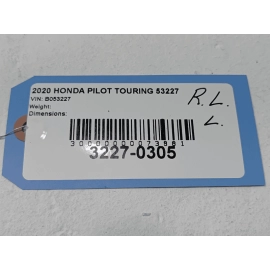 2020 HONDA PILOT TOURING 53227
VIN: B053227
Weight:
Dimensions:
R.L.
L.
3227-0305